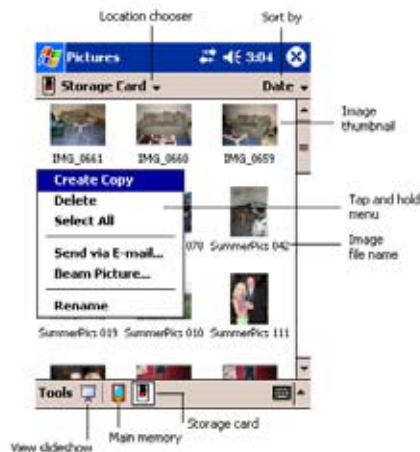 Location chooser
Sort by
Pictures 3:04
Storage Card Date
Image
thumbnail
IMG_0661 IMG_0660 IMG_0659
Create Copy
Delete
Select All
Tap and hold
menu
Send via E-mail... 078 SummerPics 042
Image
file name
Beam Picture...
Rename
SummerPics 019 SummerPics 010 SummerPics 111
Tools
Storage card
Main memory
View slideshow